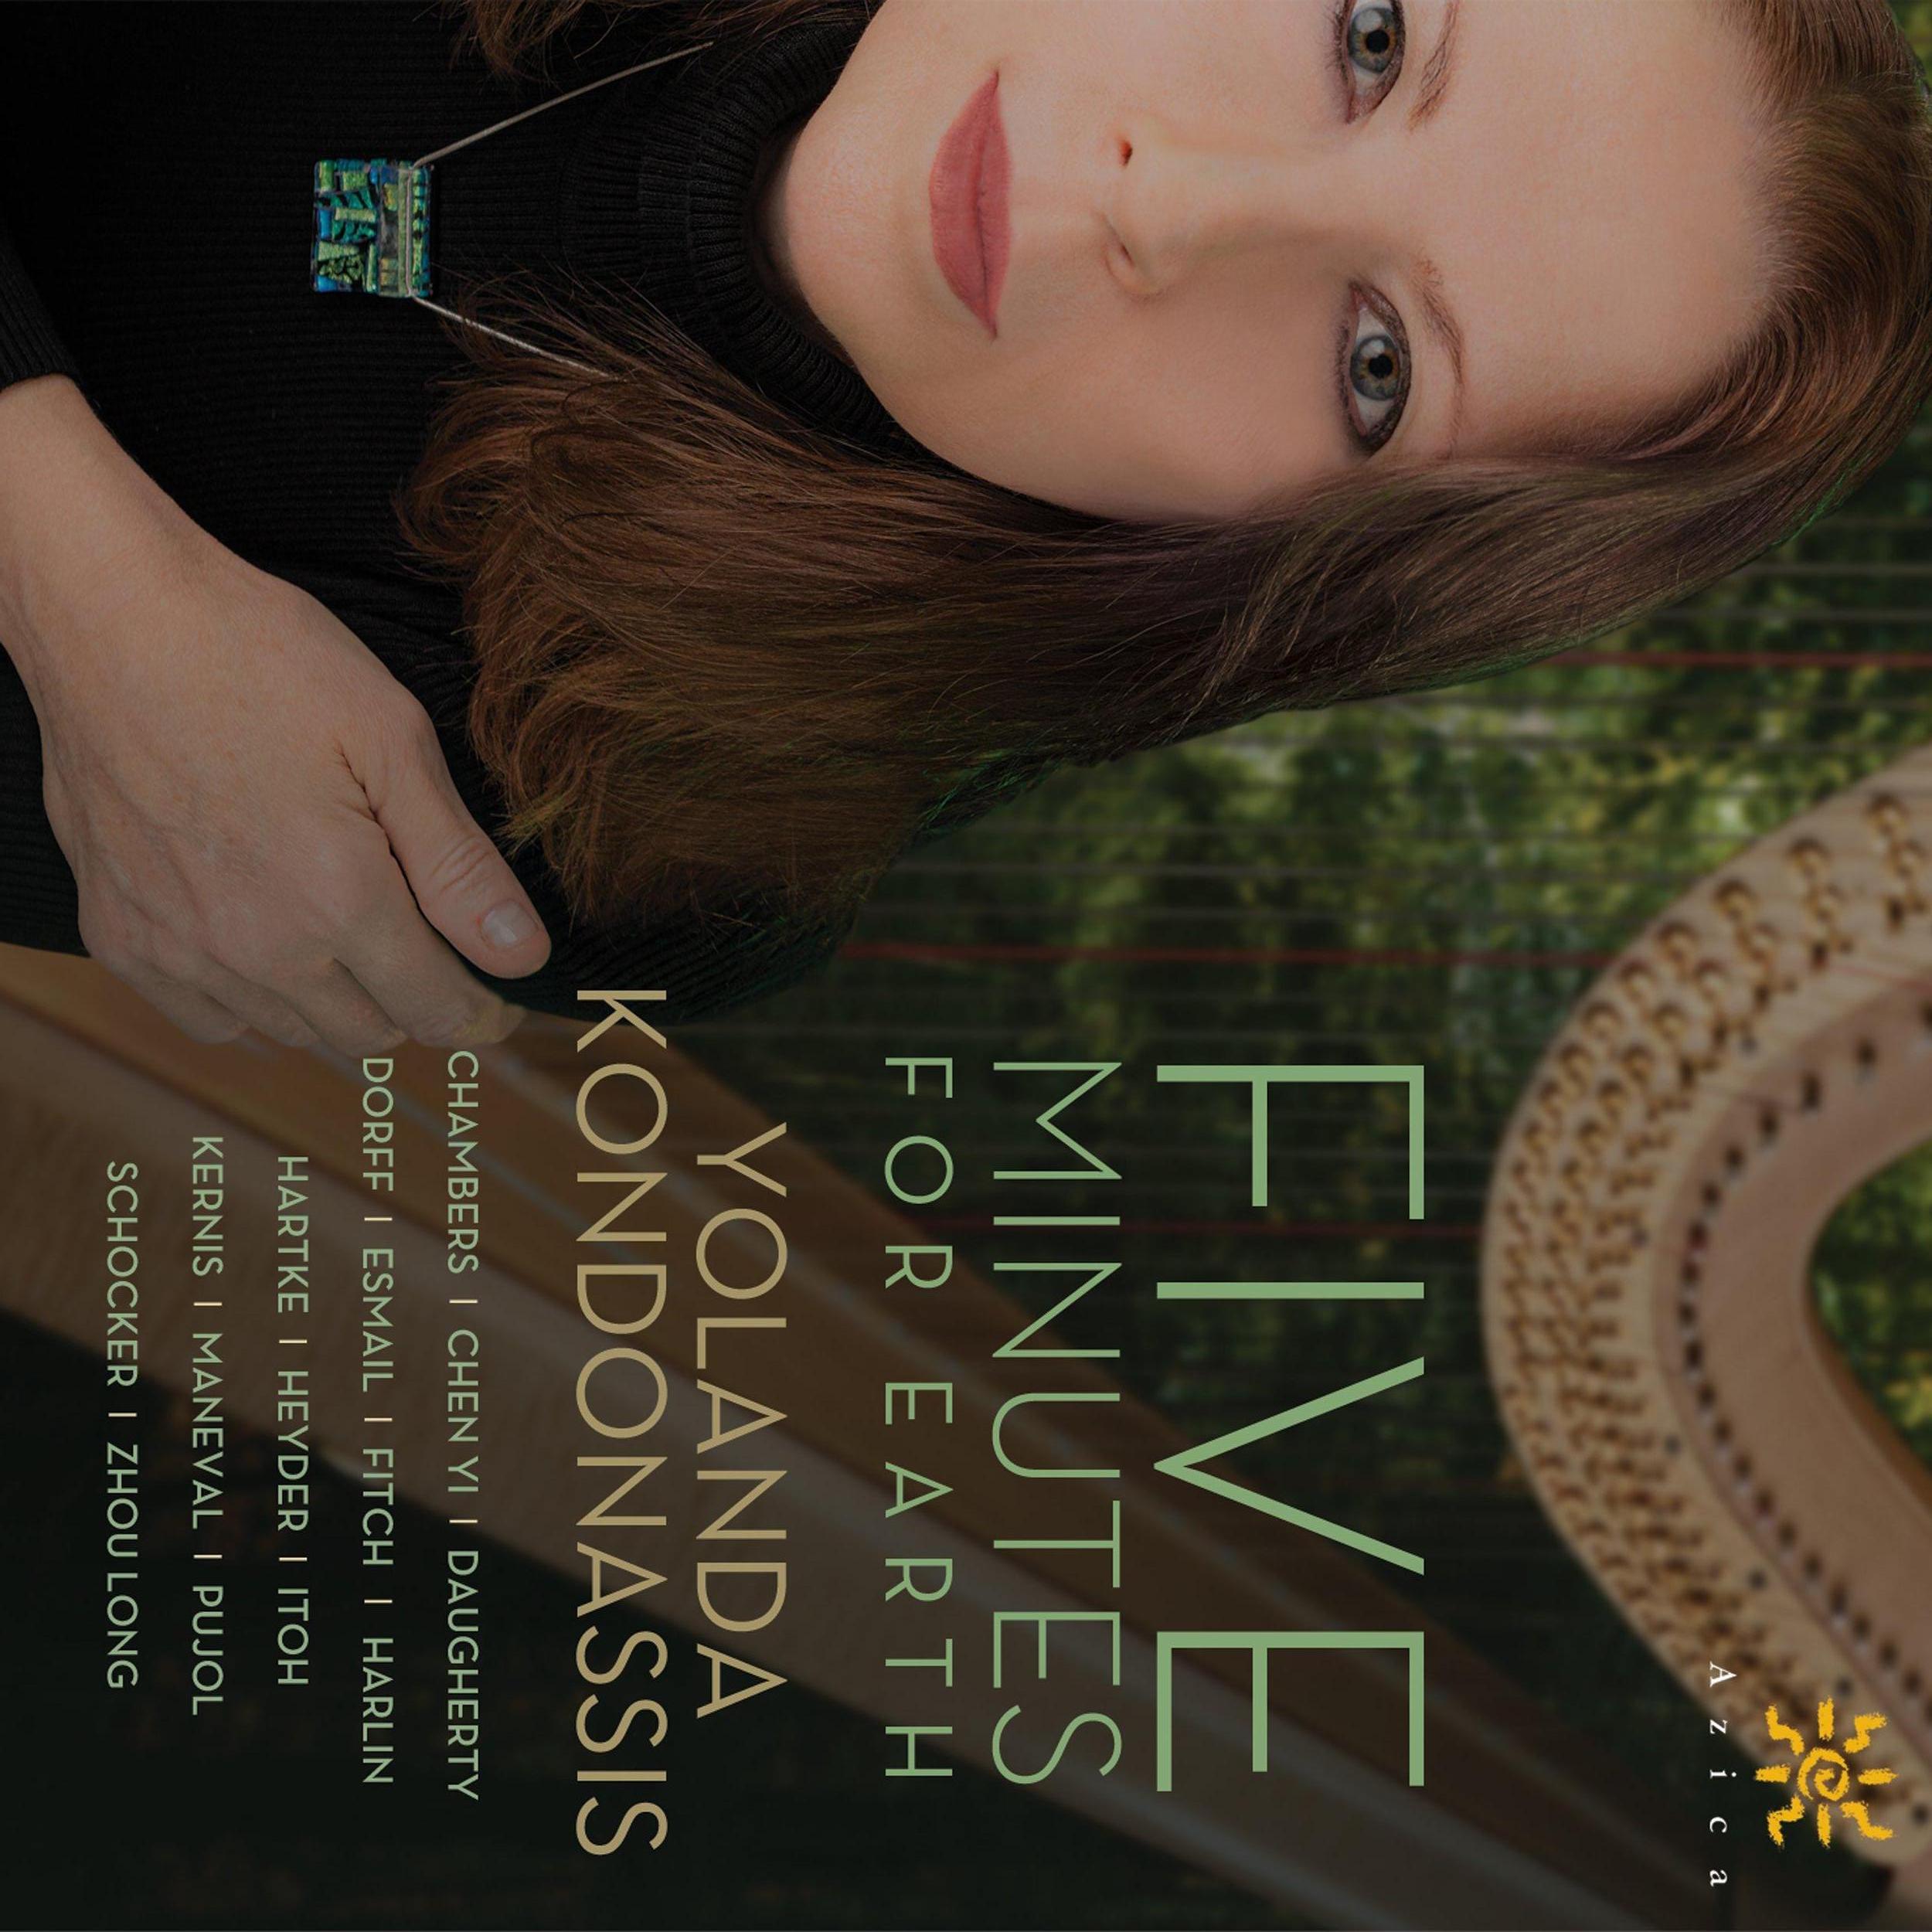 Azica
FIVE
MINUTES
FOR EARTH
YOLANDA
KONDONASSIS
CHAMBERS | CHEN YI | DAUGHERTY
DORFF | ESMAIL | FITCH | HARLIN
HARTKE | HEYDER | ITOH
KERNIS | MANEVAL | PUJOL
SCHOCKER | ZHOU LONG